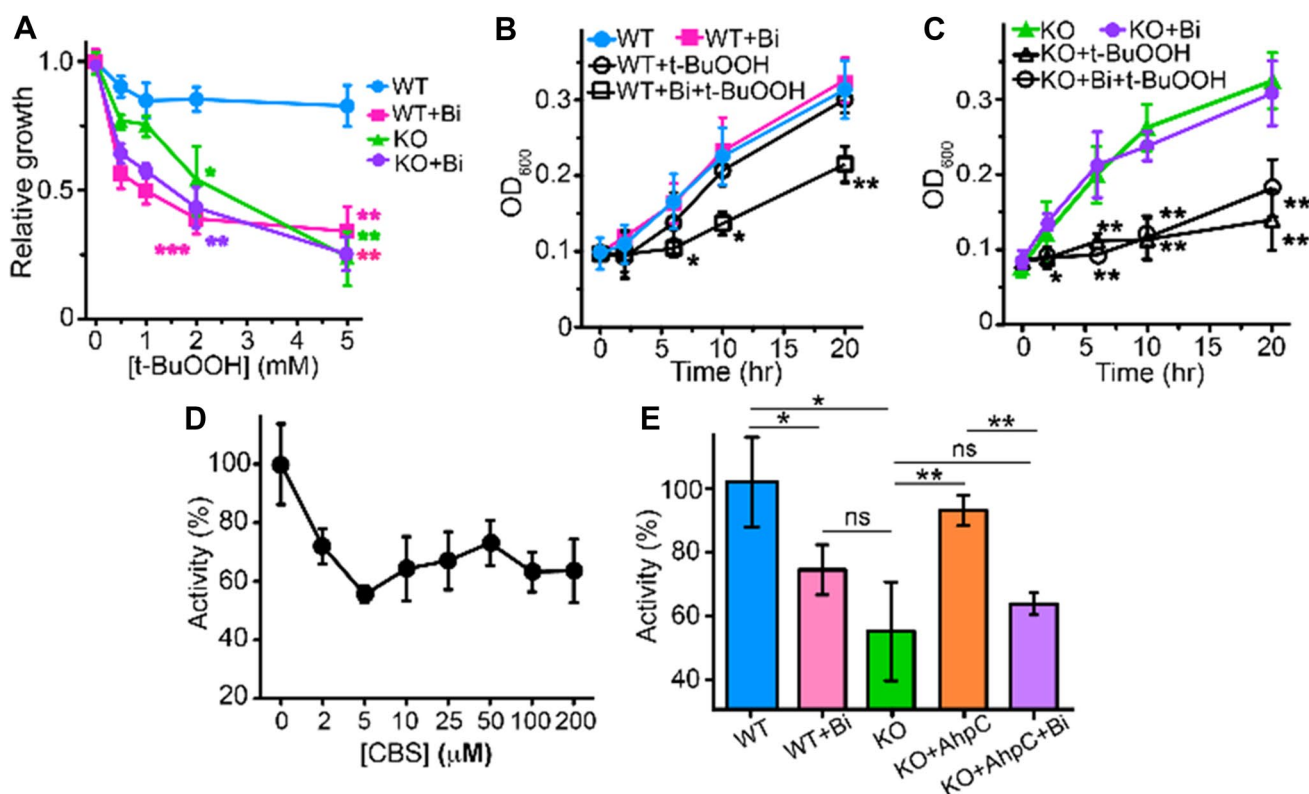 A
Relative growth
1.0
0.5
0
0 1 2 3 4 5
[t-BuOOH] (mM)
WT
WT+Bi
KO
KO+Bi
*
***
**
**
**
**
B
OD600
0.3
0.2
0.1
0
0 5 10 15 20
Time (hr)
WT WT+Bi
WT+t-BuOOH
WT+Bi+t-BuOOH
*
*
**
C
OD600
0.3
0.2
0.1
0
0 5 10 15 20
Time (hr)
KO KO+Bi
KO+t-BuOOH
KO+Bi+t-BuOOH
*
**
**
**
**
**
**
D
Activity (%)
100
80
60
40
20
0 2 5 10 25 50 100 200
[CBS] (μM)
E
Activity (%)
100
80
60
40
*
*
**
ns
**
ns
WT
WT+Bi
KO
KO+AhpC
KO+AhpC+Bi